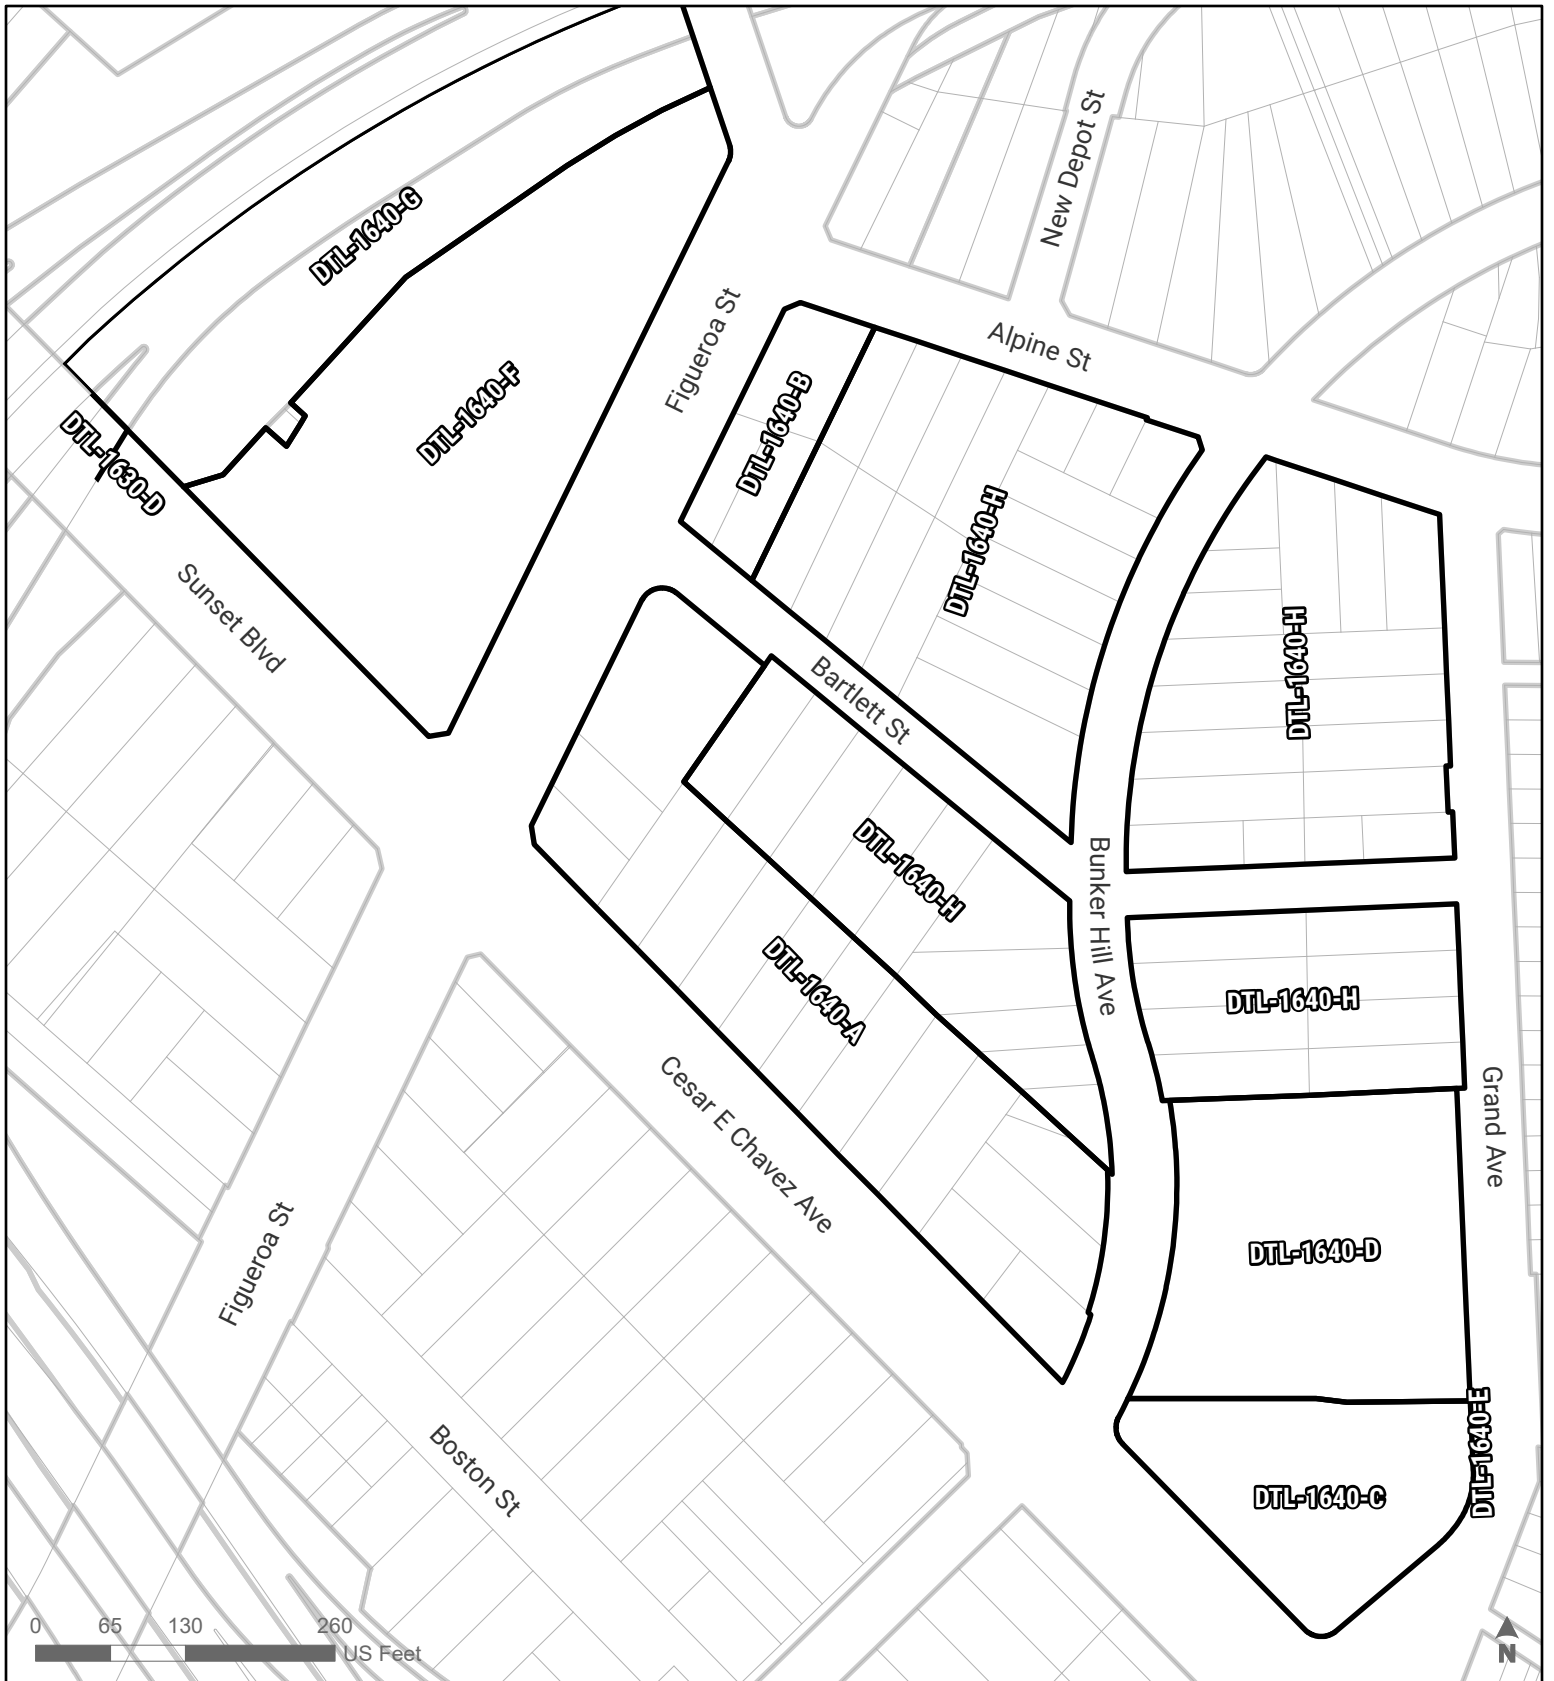 New Depot St
DTL-1640-G
Figueroa St
Alpine St
DTL-1640-F
DTL-1640-B
DTL-1630-D
DTL-1640-H
Sunset Blvd
DTL-1640-H
Bartlett St
DTL-1640-H
Bunker Hill Ave
DTL-1640-A
DTL-1640-H
Cesar E Chavez Ave
Grand Ave
Figueroa St
DTL-1640-D
DTL-1640-E
Boston St
DTL-1640-C
0 65 130 260
US Feet
N